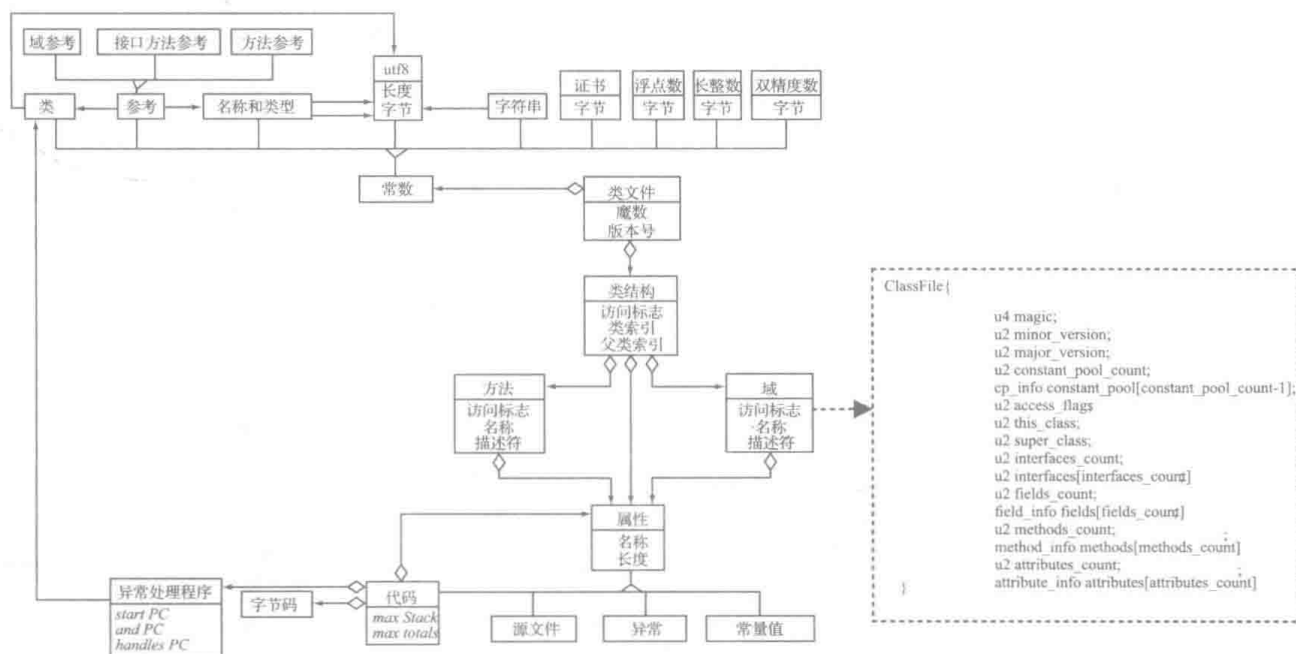 域参考
接口方法参考
方法参考
utf8
长度
字节
类
参考
名称和类型
字符串
证书
字节
浮点数
字节
长整数
字节
双精度数
字节
常数
类文件
魔数
版本号
类结构
访问标志
类索引
父类索引
方法
访问标志
名称
描述符
域
访问标志
名称
描述符
属性
名称
长度
异常处理程序
start PC
and PC
handles PC
字节码
代码
max Stack
max totals
源文件
异常
常量值
ClassFile{
u4 magic;
u2 minor_version;
u2 major_version;
u2 constant_pool_count;
cp_info constant_pool[constant_pool_count-1];
u2 access_flags
u2 this_class;
u2 super_class;
u2 interfaces_count;
u2 interfaces[interfaces_count];
u2 fields_count;
field_info fields[fields_count];
u2 methods_count;
method_info methods[methods_count];
u2 attributes_count;
attribute_info attributes[attributes_count];
}